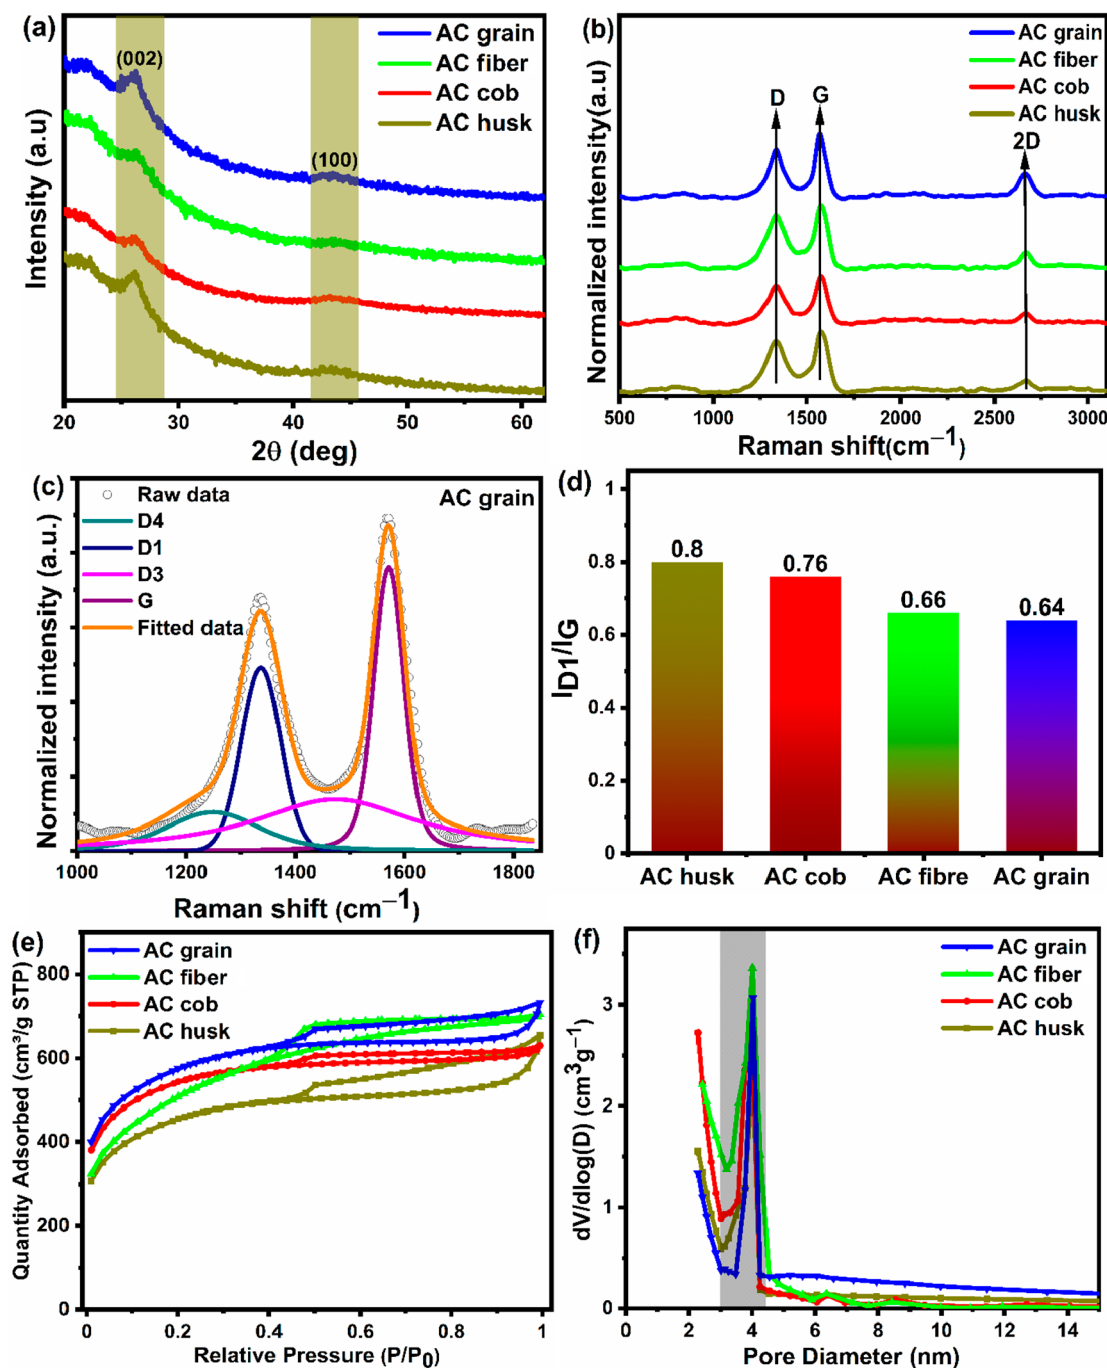 (a)
AC grain
AC fiber
AC cob
AC husk
(002)
(100)
Intensity (a.u)
20 30 40 50 60
2θ (deg)
(b)
AC grain
AC fiber
AC cob
AC husk
D
G
2D
Normalized intensity(a.u)
500 1000 1500 2000 2500 3000
Raman shift(cm⁻¹)
(c)
AC grain
Raw data
D4
D1
D3
G
Fitted data
Normalized intensity (a.u.)
1000 1200 1400 1600 1800
Raman shift (cm⁻¹)
(d)
1
0.8
0.6
0.4
0.2
0
0.8
0.76
0.66
0.64
I_D1/I_G
AC husk AC cob AC fibre AC grain
(e)
AC grain
AC fiber
AC cob
AC husk
800
600
400
200
0
Quantity Adsorbed (cm³/g STP)
0 0.2 0.4 0.6 0.8 1
Relative Pressure (P/P₀)
(f)
AC grain
AC fiber
AC cob
AC husk
3
2
1
0
dV/dlog(D) (cm³g⁻¹)
0 2 4 6 8 10 12 14
Pore Diameter (nm)